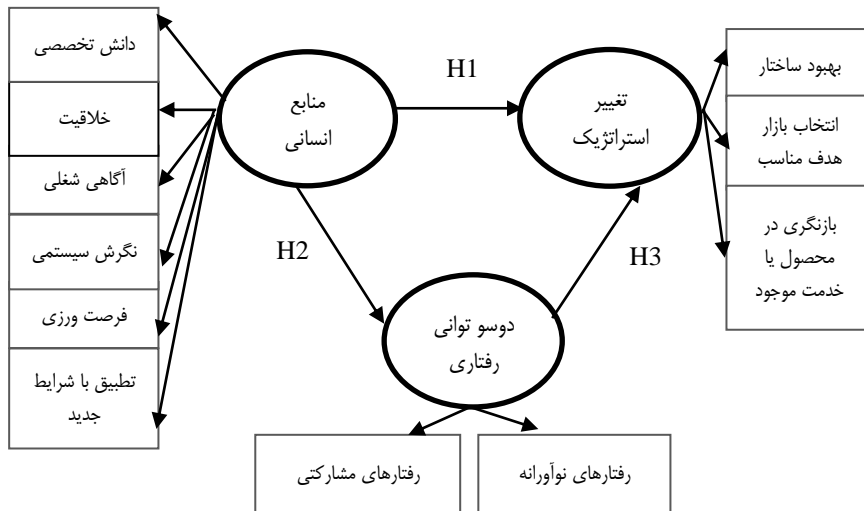 دانش تخصصی
خلاقیت
آگاهی شغلی
نگرش سیستمی
فرصت ورزی
تطبیق با شرایط
جدید
منابع
انسانی
H1
تغییر
استراتژیک
بهبود ساختار
انتخاب بازار
هدف مناسب
بازنگری در
محصول یا
خدمت موجود
H2
H3
دوسو توانی
رفتاری
رفتارهای نوآورانه
رفتارهای مشارکتی